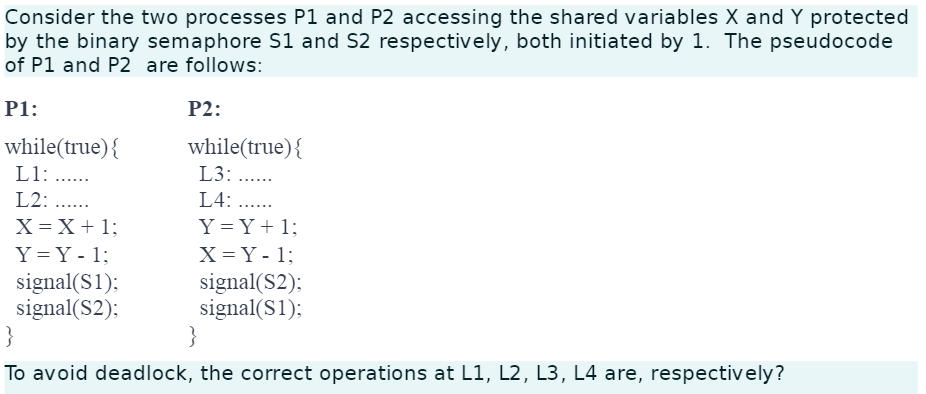 Consider the two processes P1 and P2 accessing the shared variables X and Y protected
by the binary semaphore S1 and S2 respectively, both initiated by 1.  The pseudocode
of P1 and P2  are follows:
P1:
while(true){
L1: ......
L2: ......
X = X + 1;
Y = Y - 1;
signal(S1);
signal(S2);
}
P2:
while(true){
L3: ......
L4: ......
Y = Y + 1;
X = Y - 1;
signal(S2);
signal(S1);
}
To avoid deadlock, the correct operations at L1, L2, L3, L4 are, respectively?